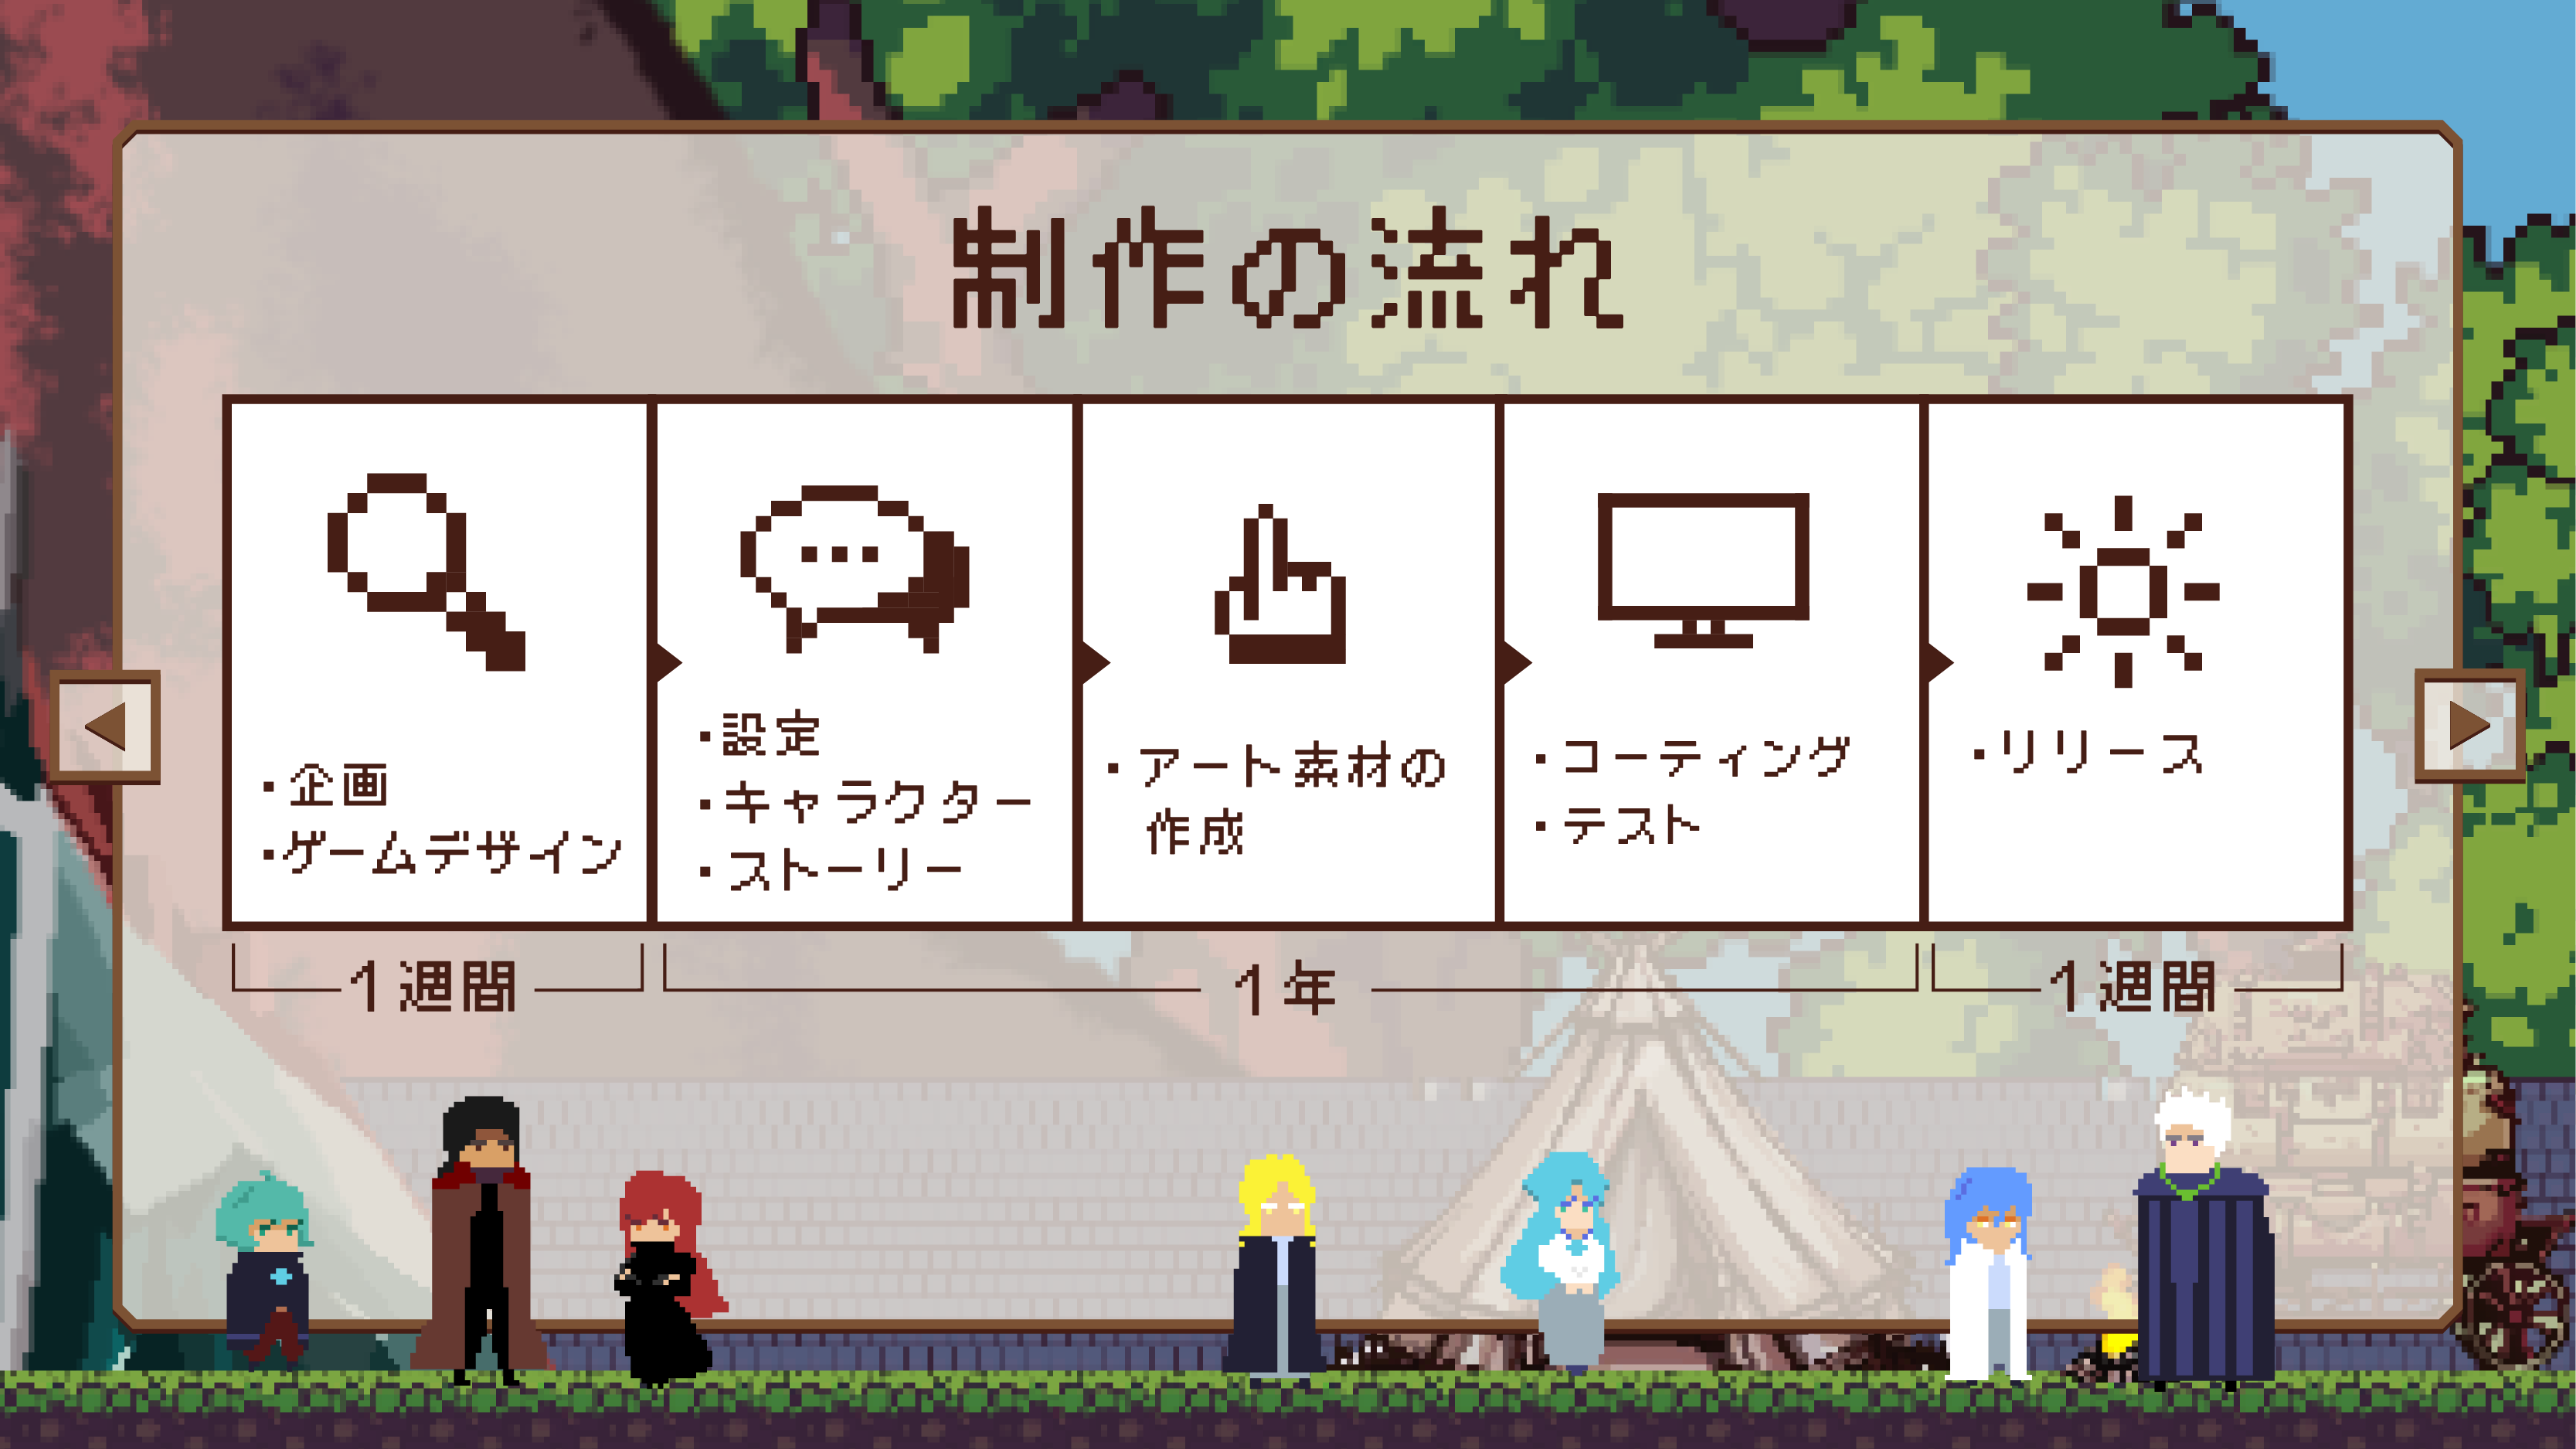 制作の流れ
・企画
・ゲームデザイン
・設定
・キャラクター
・ストーリー
・アート素材の
作成
・コーティング
・テスト
・リリース
1週間
1年
1週間